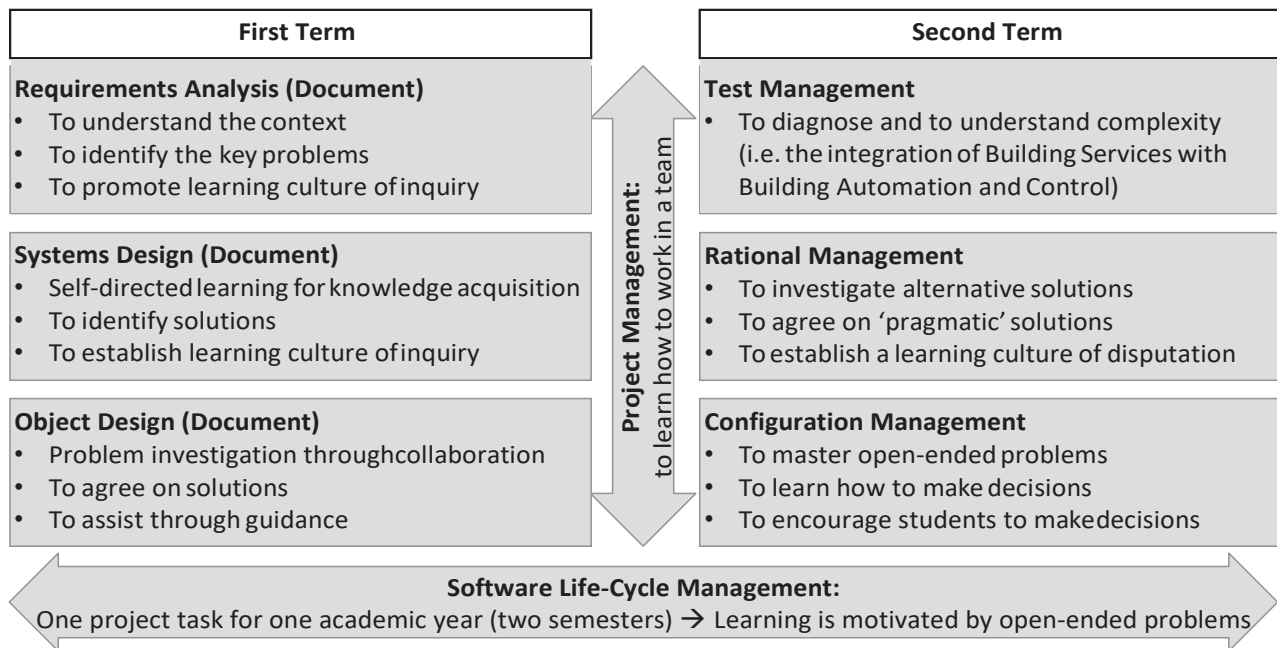 First Term
Requirements Analysis (Document)
• To understand the context
• To identify the key problems
• To promote learning culture of inquiry
Systems Design (Document)
• Self-directed learning for knowledge acquisition
• To identify solutions
• To establish learning culture of inquiry
Object Design (Document)
• Problem investigation through collaboration
• To agree on solutions
• To assist through guidance
Project Management:
to learn how to work in a team
Second Term
Test Management
• To diagnose and to understand complexity
(i.e. the integration of Building Services with
Building Automation and Control)
Rational Management
• To investigate alternative solutions
• To agree on ‘pragmatic’ solutions
• To establish a learning culture of disputation
Configuration Management
• To master open-ended problems
• To learn how to make decisions
• To encourage students to make decisions
Software Life-Cycle Management:
One project task for one academic year (two semesters) → Learning is motivated by open-ended problems